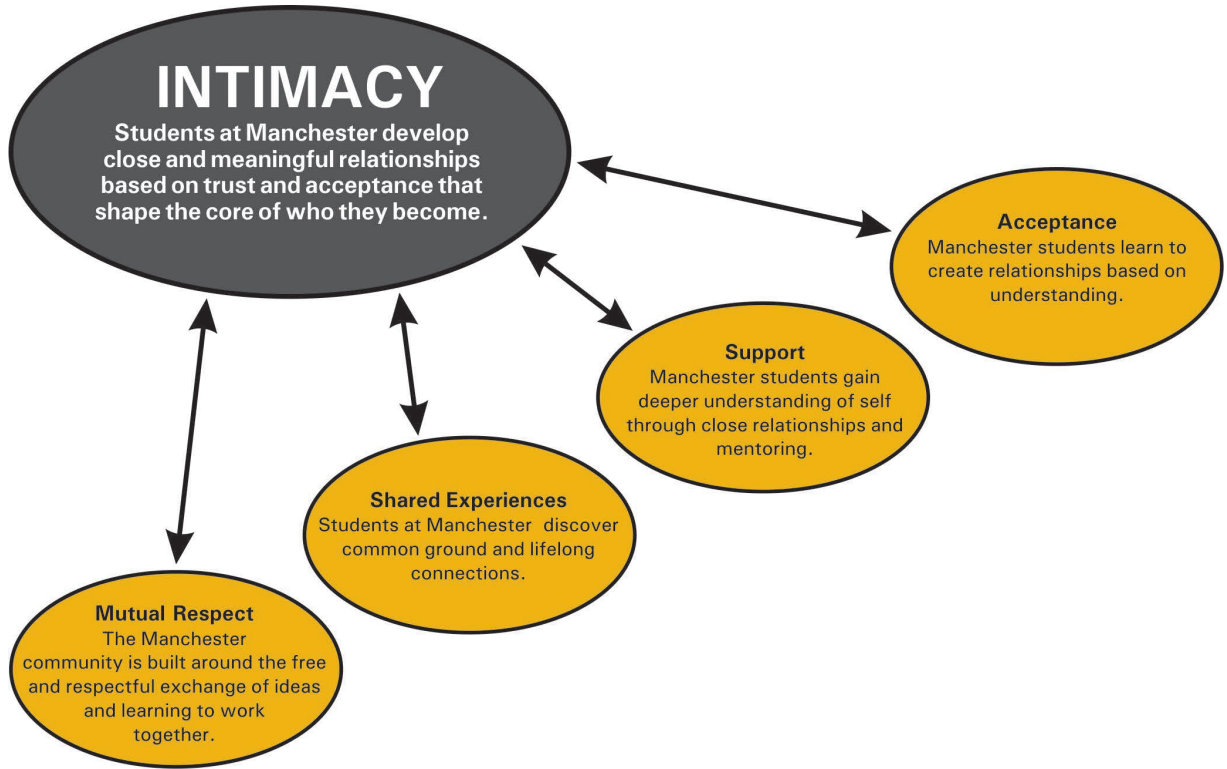 INTIMACY
Students at Manchester develop
close and meaningful relationships
based on trust and acceptance that
shape the core of who they become.
Acceptance
Manchester students learn to
create relationships based on
understanding.
Support
Manchester students gain
deeper understanding of self
through close relationships and
mentoring.
Shared Experiences
Students at Manchester discover
common ground and lifelong
connections.
Mutual Respect
The Manchester
community is built around the free
and respectful exchange of ideas
and learning to work
together.